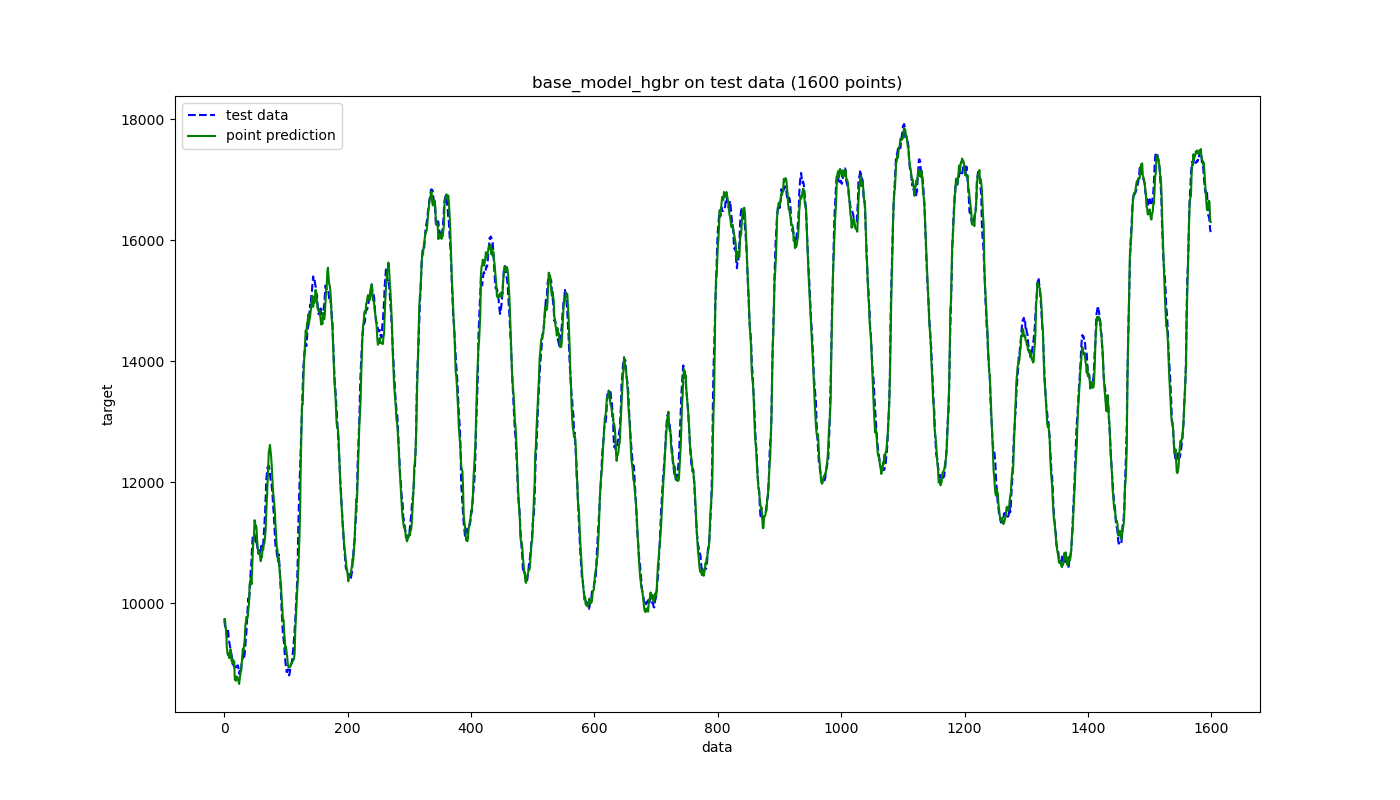 base_model_hgbr on test data (1600 points)
test data
point prediction
18000
16000
14000
12000
10000
target
0 200 400 600 800 1000 1200 1400 1600
data